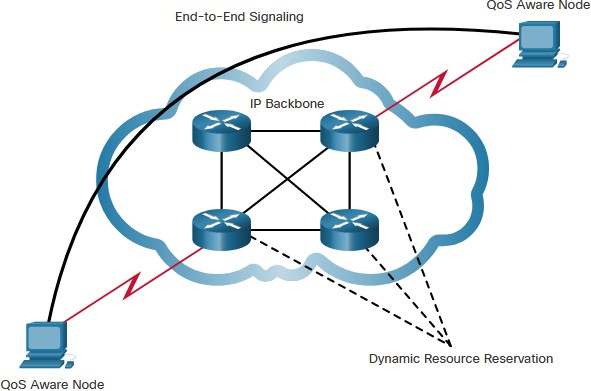 QoS Aware Node
End-to-End Signaling
IP Backbone
Dynamic Resource Reservation
QoS Aware Node